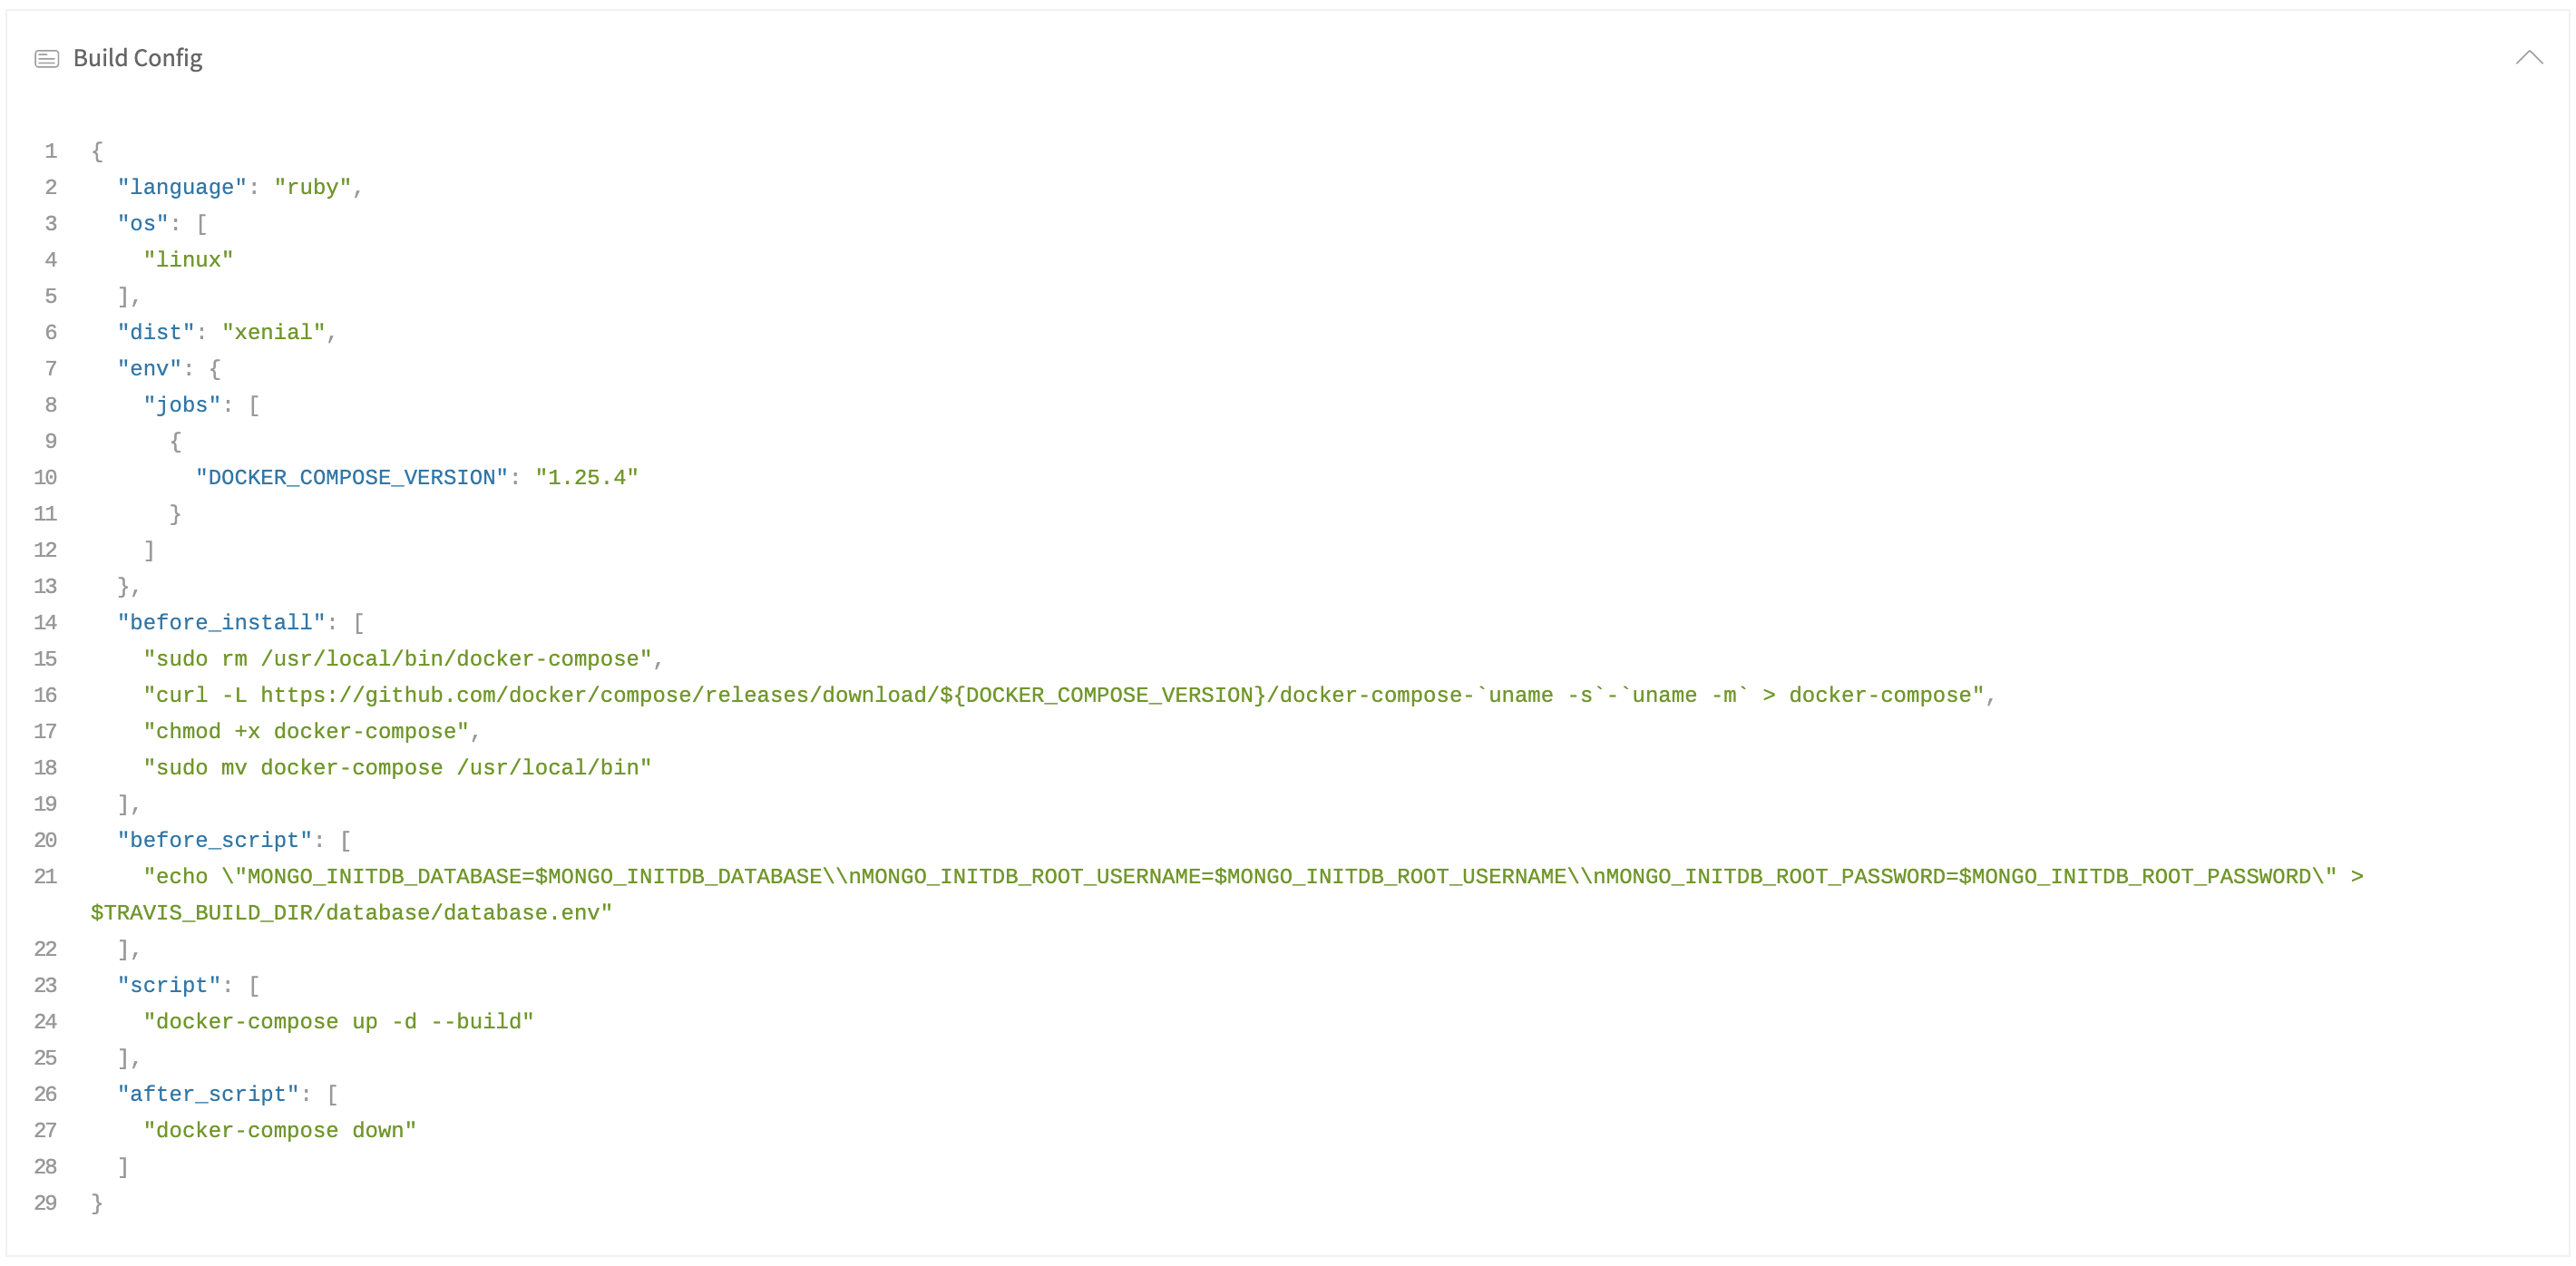 Build Config
1 {
2   "language": "ruby",
3   "os": [
4     "linux"
5   ],
6   "dist": "xenial",
7   "env": {
8     "jobs": [
9       {
10         "DOCKER_COMPOSE_VERSION": "1.25.4"
11       }
12     ]
13   },
14   "before_install": [
15     "sudo rm /usr/local/bin/docker-compose",
16     "curl -L https://github.com/docker/compose/releases/download/${DOCKER_COMPOSE_VERSION}/docker-compose-`uname -s`-`uname -m` > docker-compose",
17     "chmod +x docker-compose",
18     "sudo mv docker-compose /usr/local/bin"
19   ],
20   "before_script": [
21     "echo \"MONGO_INITDB_DATABASE=$MONGO_INITDB_DATABASE\\nMONGO_INITDB_ROOT_USERNAME=$MONGO_INITDB_ROOT_USERNAME\\nMONGO_INITDB_ROOT_PASSWORD=$MONGO_INITDB_ROOT_PASSWORD\" >
$TRAVIS_BUILD_DIR/database/database.env"
22   ],
23   "script": [
24     "docker-compose up -d --build"
25   ],
26   "after_script": [
27     "docker-compose down"
28   ]
29 }